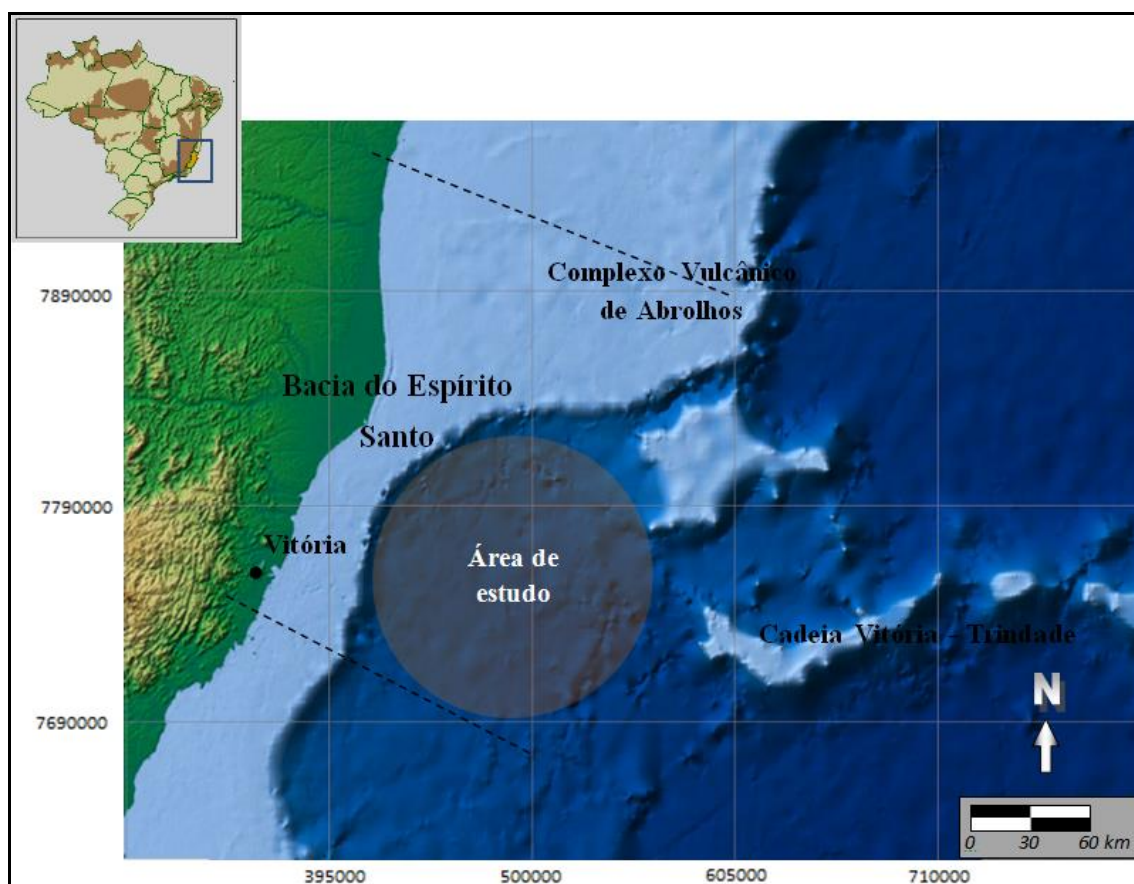 Complexo Vulcânico
de Abrolhos
7890000
Bacia do Espírito
Santo
7790000
Vitória
Área de
estudo
Cadeia Vitória - Trindade
N
7690000
0 30 60 km
395000 500000 605000 710000